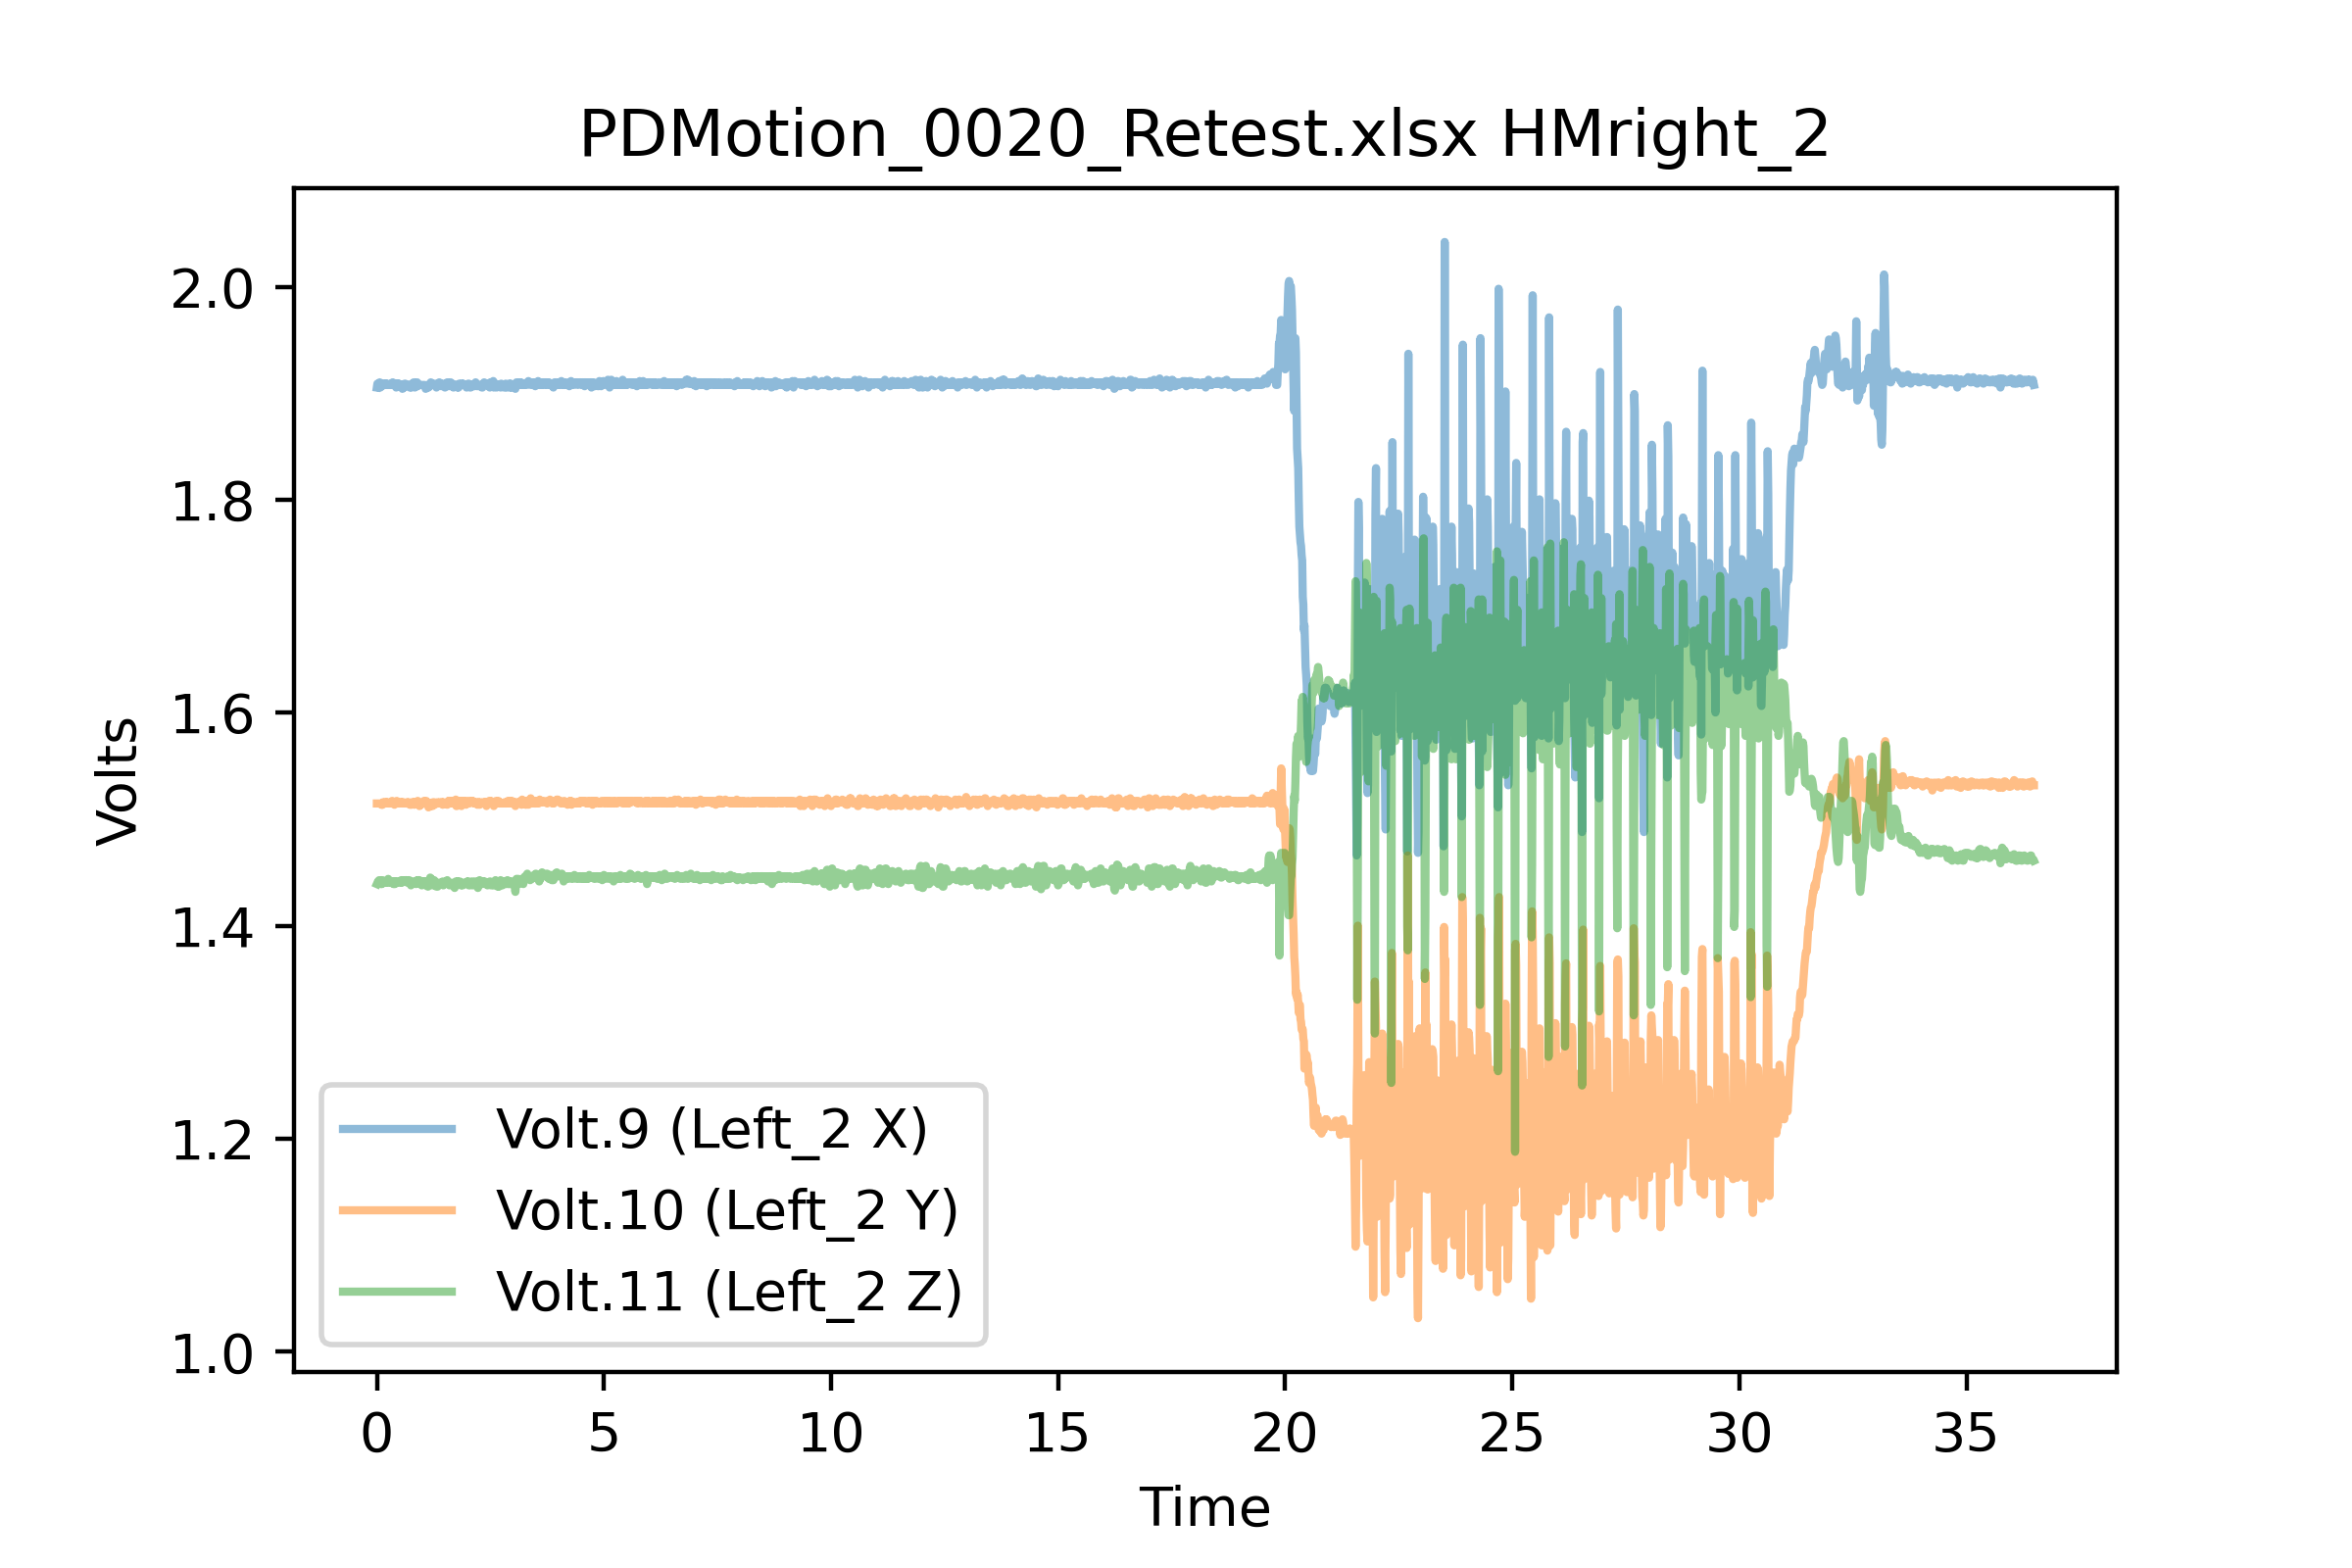 PDMotion_0020_Retest.xlsx HMright_2
Volts
2.0
1.8
1.6
1.4
1.2
1.0
Volt.9 (Left_2 X)
Volt.10 (Left_2 Y)
Volt.11 (Left_2 Z)
0 5 10 15 20 25 30 35
Time